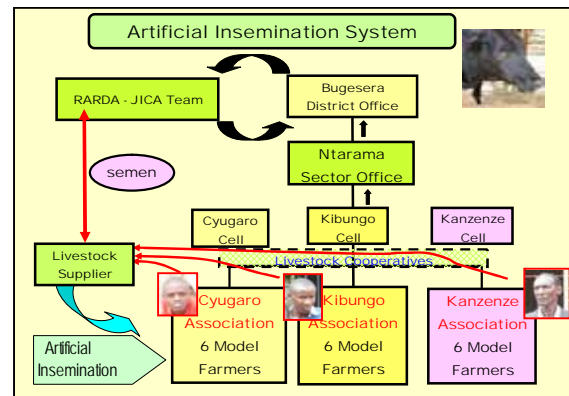 Artificial Insemination System
RARDA - JICA Team
Bugesera
District Office
semen
Ntarama
Sector Office
Cyugaro
Cell
Kibungo
Cell
Kanzenze
Cell
Livestock
Supplier
Livestock Cooperatives
Cyugaro
Association
6 Model
Farmers
Kibungo
Association
6 Model
Farmers
Kanzenze
Association
6 Model
Farmers
Artificial
Insemination